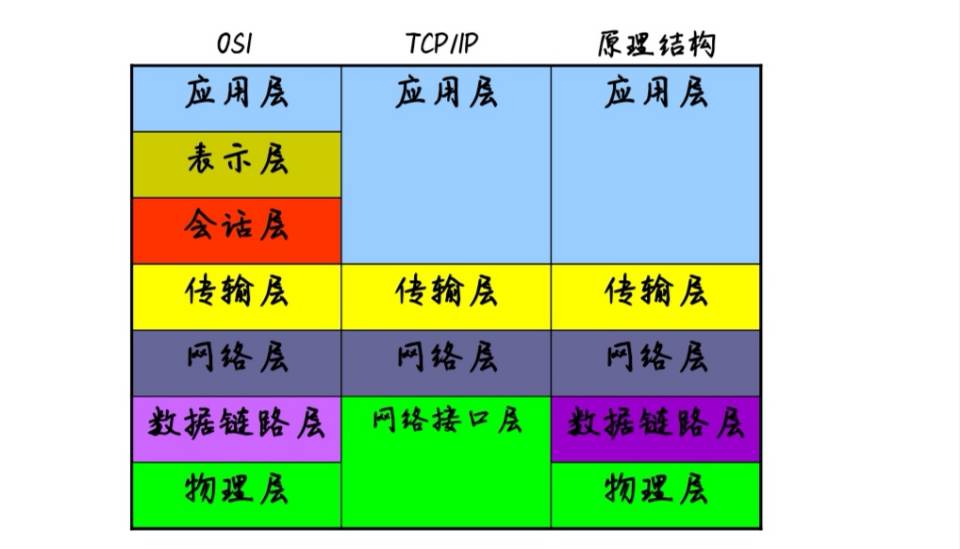 OSI TCP/IP 原理结构
应用层 应用层 应用层
表示层
会话层
传输层 传输层 传输层
网络层 网络层 网络层
数据链路层 网络接口层 数据链路层
物理层 物理层